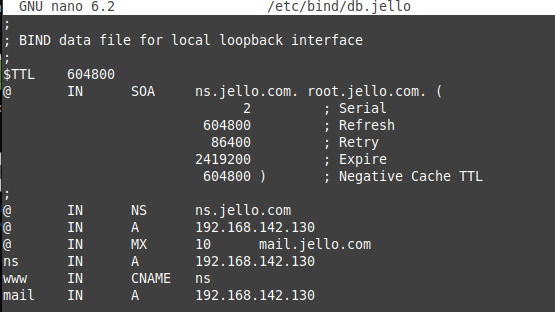 GNU nano 6.2 /etc/bind/db.jello
;
; BIND data file for local loopback interface
;
$TTL 604800
@ IN SOA ns.jello.com. root.jello.com. (
2 ; Serial
604800 ; Refresh
86400 ; Retry
2419200 ; Expire
604800 ) ; Negative Cache TTL
;
@ IN NS ns.jello.com
@ IN A 192.168.142.130
@ IN MX 10 mail.jello.com
ns IN A 192.168.142.130
www IN CNAME ns
mail IN A 192.168.142.130